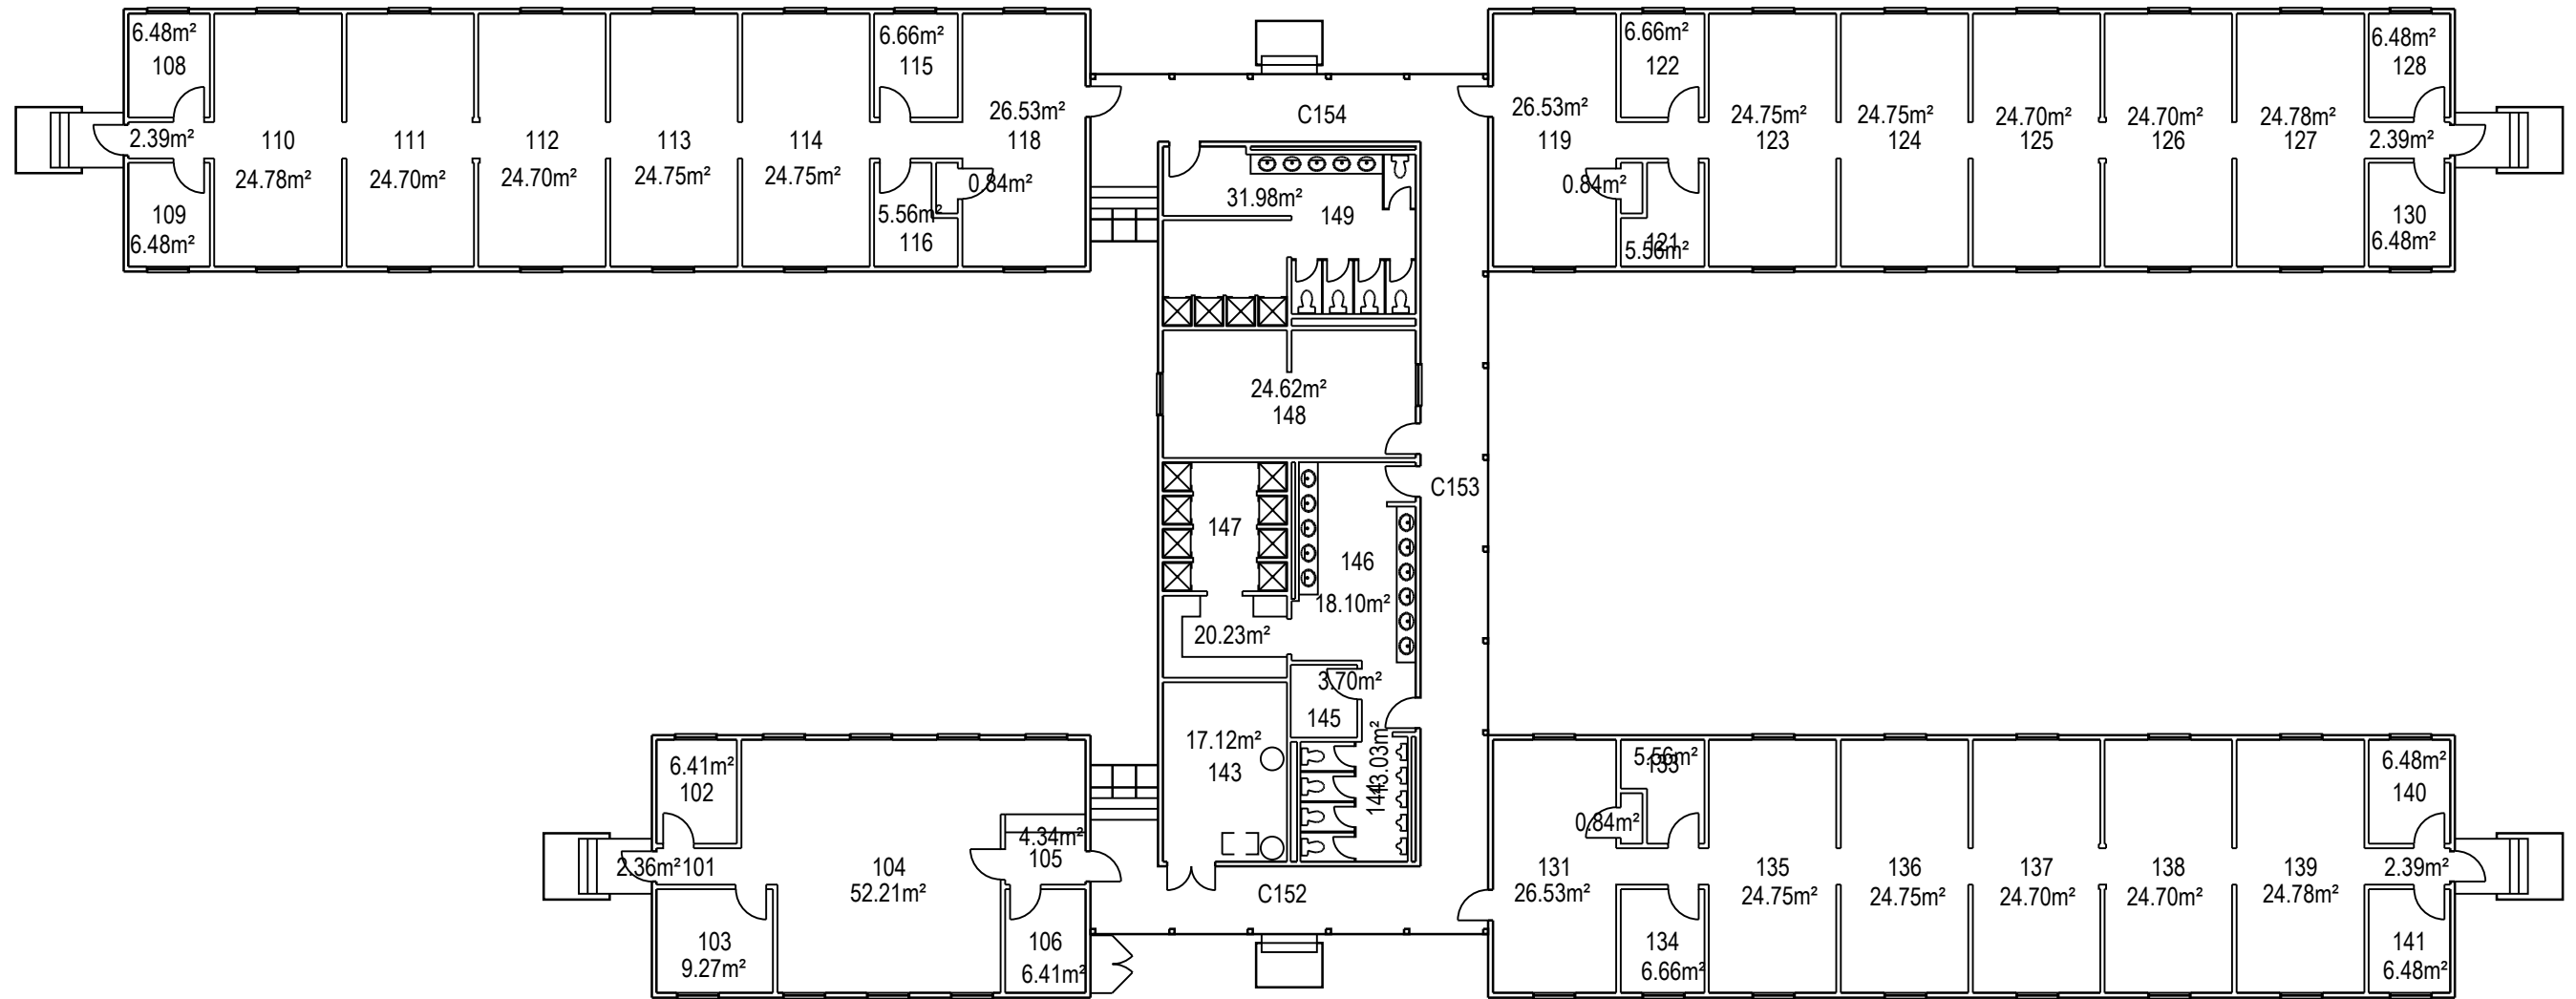 6.48m²
108
2.39m²
109
6.48m²
110
24.78m²
111
24.70m²
112
24.70m²
113
24.75m²
114
24.75m²
6.66m²
115
5.56m²
116
0.84m²
26.53m²
118
C154
26.53m²
119
6.66m²
122
0.84m²
121
5.56m²
24.75m²
123
24.75m²
124
24.70m²
125
24.70m²
126
24.78m²
127
6.48m²
128
2.39m²
130
6.48m²
31.98m²
149
24.62m²
148
C153
147
146
18.10m²
20.23m²
3.70m²
145
17.12m²
143
13.03m²
6.41m²
102
2.36m²101
103
9.27m²
104
52.21m²
4.34m²
105
106
6.41m²
C152
131
26.53m²
5.56m²
133
0.84m²
134
6.66m²
135
24.75m²
136
24.75m²
137
24.70m²
138
24.70m²
139
24.78m²
6.48m²
140
2.39m²
141
6.48m²